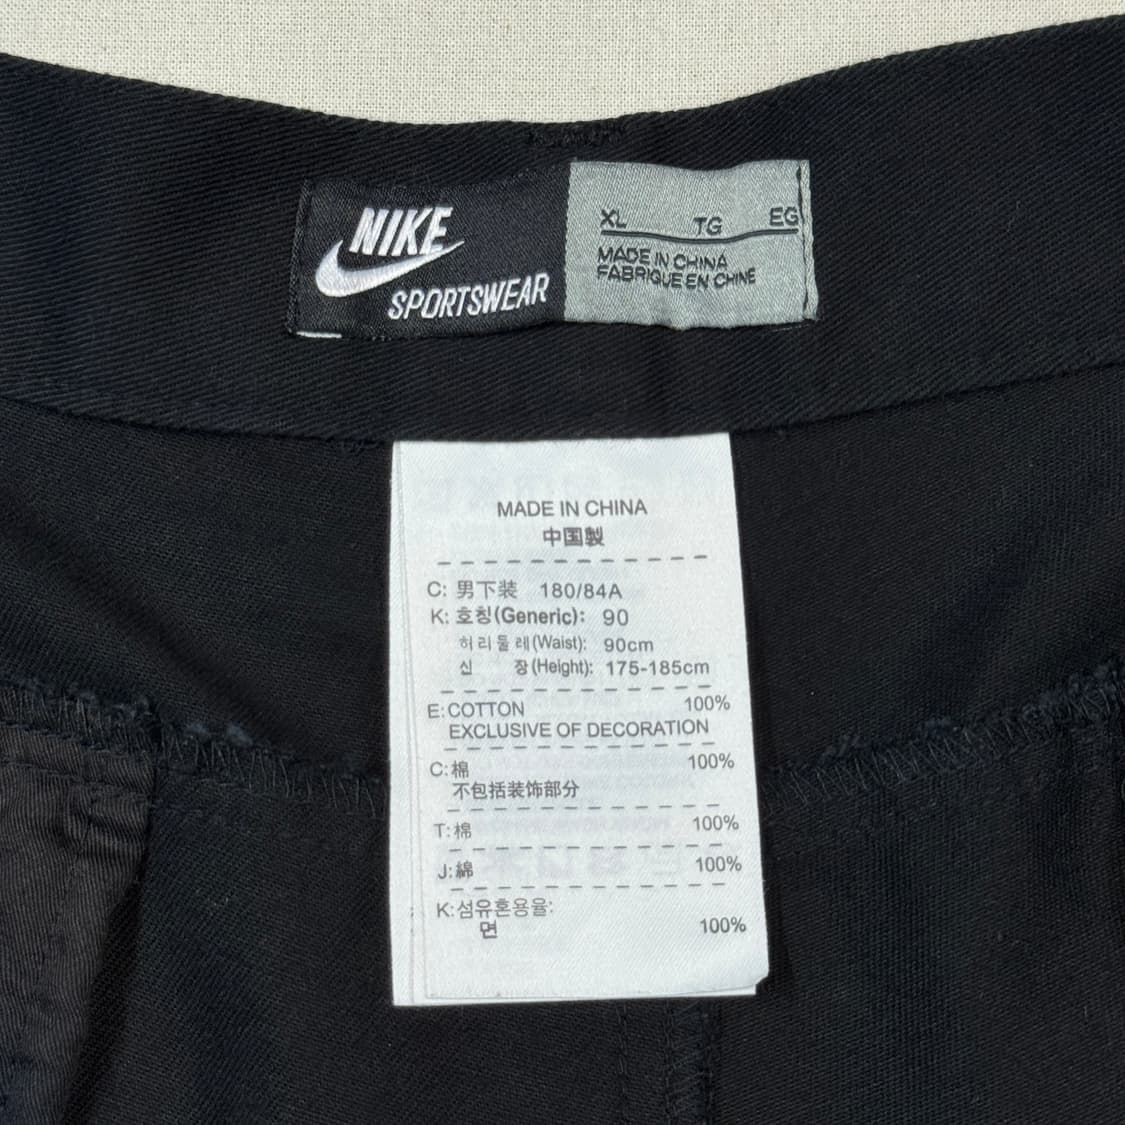 NIKE
SPORTSWEAR
XL TG EG
MADE IN CHINA
FABRIQUE EN CHINE
MADE IN CHINA
中国製
C: 男下装 180/84A
K: 호칭(Generic): 90
허리둘레(Waist): 90cm
신 장(Height): 175-185cm
E: COTTON 100%
EXCLUSIVE OF DECORATION
C: 棉 100%
不包括装饰部分
T: 棉 100%
J: 綿 100%
K: 섬유혼용율:
면 100%